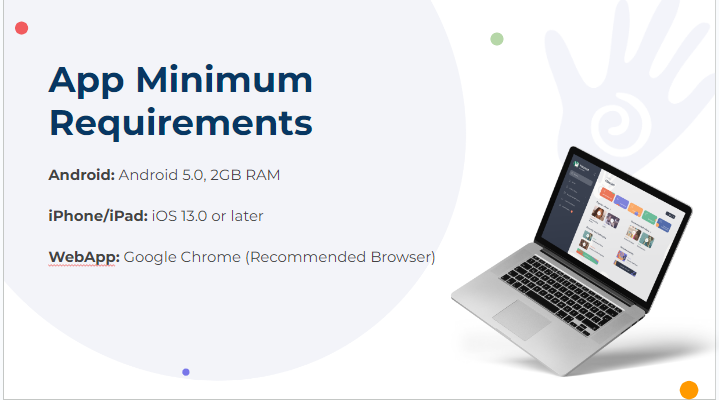 App Minimum
Requirements
Android: Android 5.0, 2GB RAM
iPhone/iPad: iOS 13.0 or later
WebApp: Google Chrome (Recommended Browser)